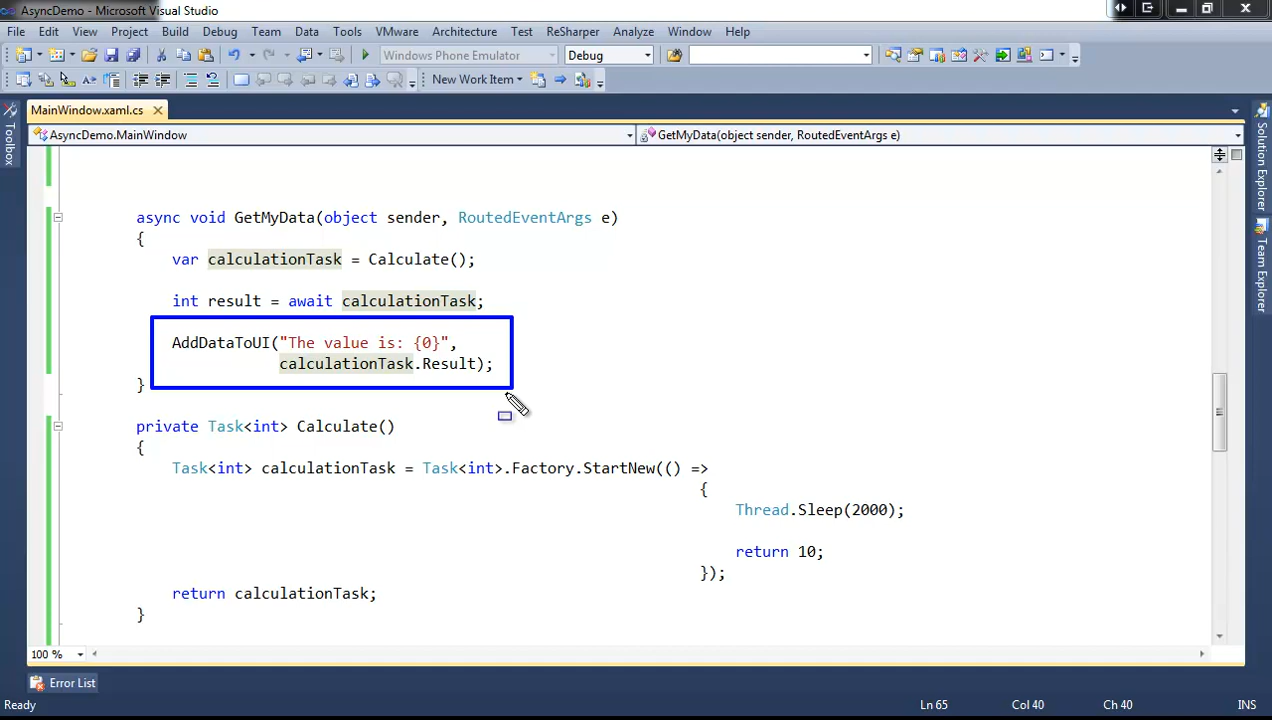 AsyncDemo - Microsoft Visual Studio
File Edit View Project Build Debug Team Data Tools VMware Architecture Test ReSharper Analyze Window Help
Windows Phone Emulator Debug
New Work Item
MainWindow.xaml.cs
AsyncDemo.MainWindow GetMyData(object sender, RoutedEventArgs e)
Toolbox
Solution Explorer
Team Explorer
async void GetMyData(object sender, RoutedEventArgs e)
{
var calculationTask = Calculate();
int result = await calculationTask;
AddDataToUI("The value is: {0}",
calculationTask.Result);
}
private Task<int> Calculate()
{
Task<int> calculationTask = Task<int>.Factory.StartNew(() =>
{
Thread.Sleep(2000);
return 10;
});
return calculationTask;
}
100 %
Error List
Ready Ln 65 Col 40 Ch 40 INS